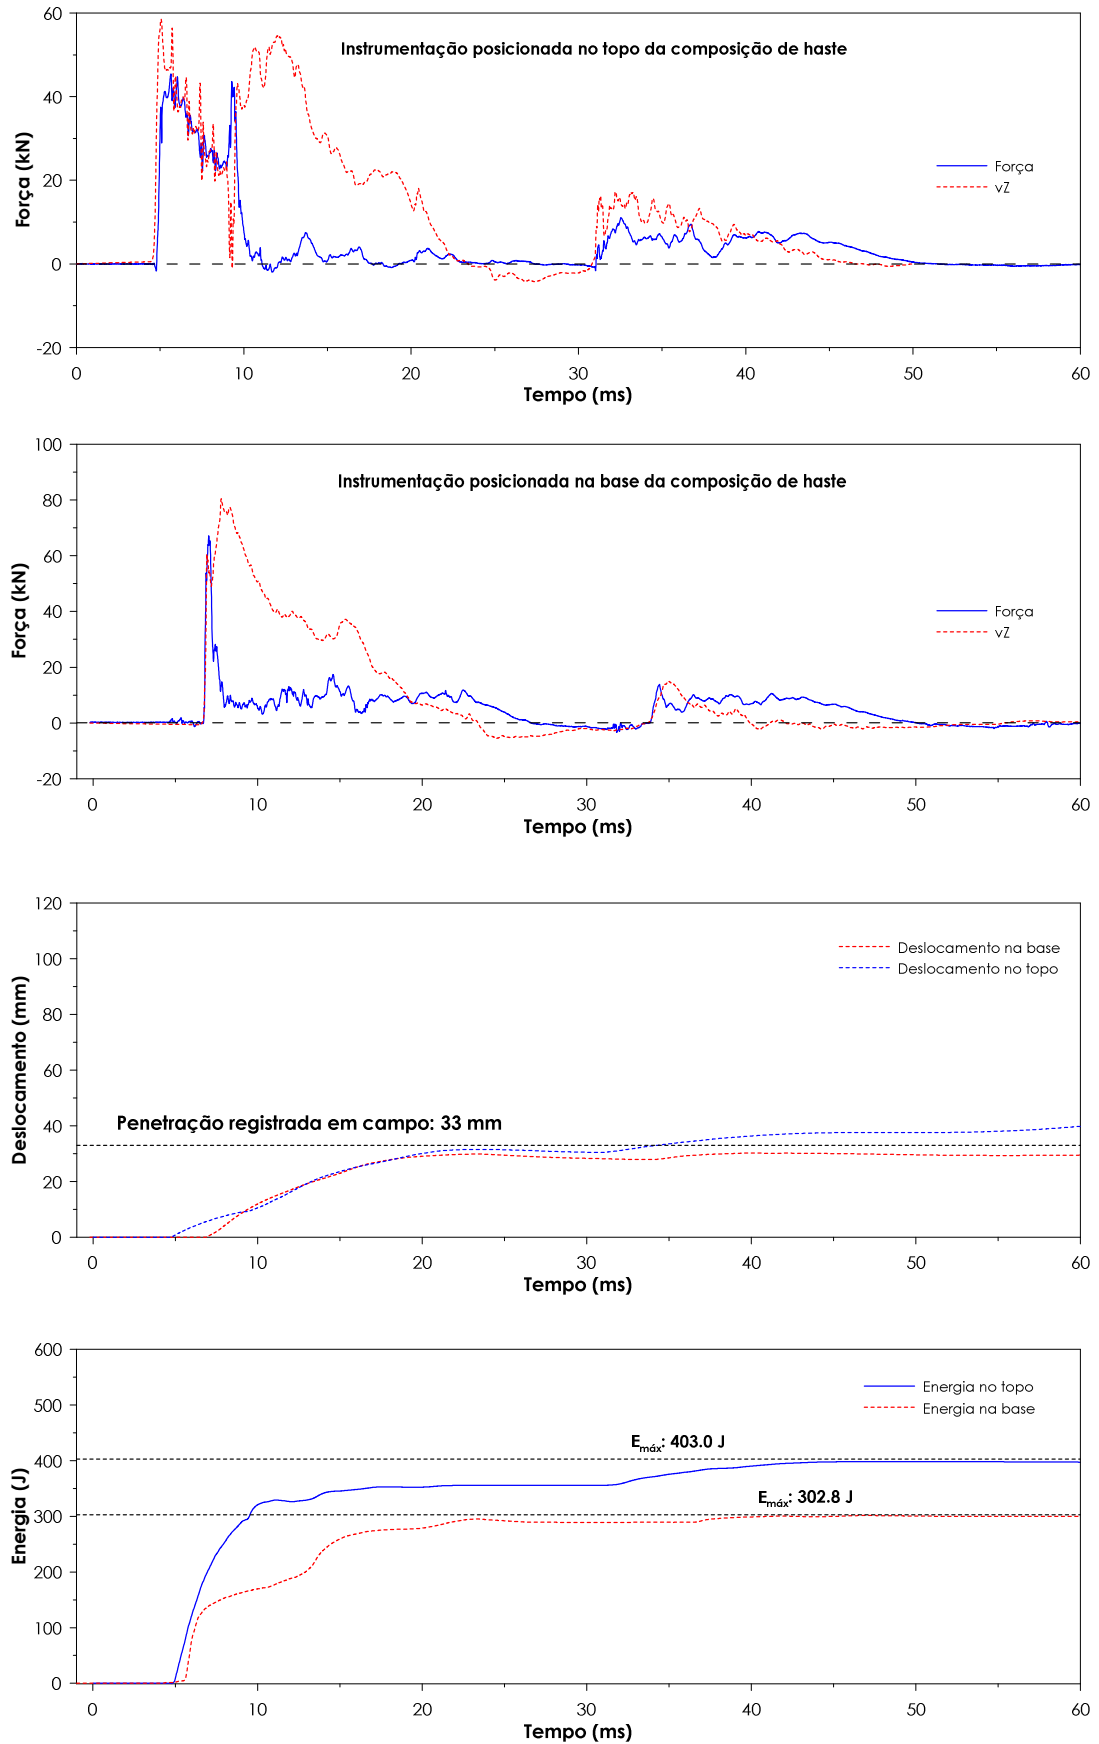 Instrumentação posicionada no topo da composição de haste
60
40
20
0
-20
Força (kN)
Força
vZ
0 10 20 30 40 50 60
Tempo (ms)
Instrumentação posicionada na base da composição de haste
100
80
60
40
20
0
-20
Força (kN)
Força
vZ
0 10 20 30 40 50 60
Tempo (ms)
120
100
80
60
40
20
0
Deslocamento (mm)
Deslocamento na base
Deslocamento no topo
Penetração registrada em campo: 33 mm
0 10 20 30 40 50 60
Tempo (ms)
600
500
400
300
200
100
0
Energia (J)
Energia no topo
Energia na base
Emáx: 403.0 J
Emáx: 302.8 J
0 10 20 30 40 50 60
Tempo (ms)